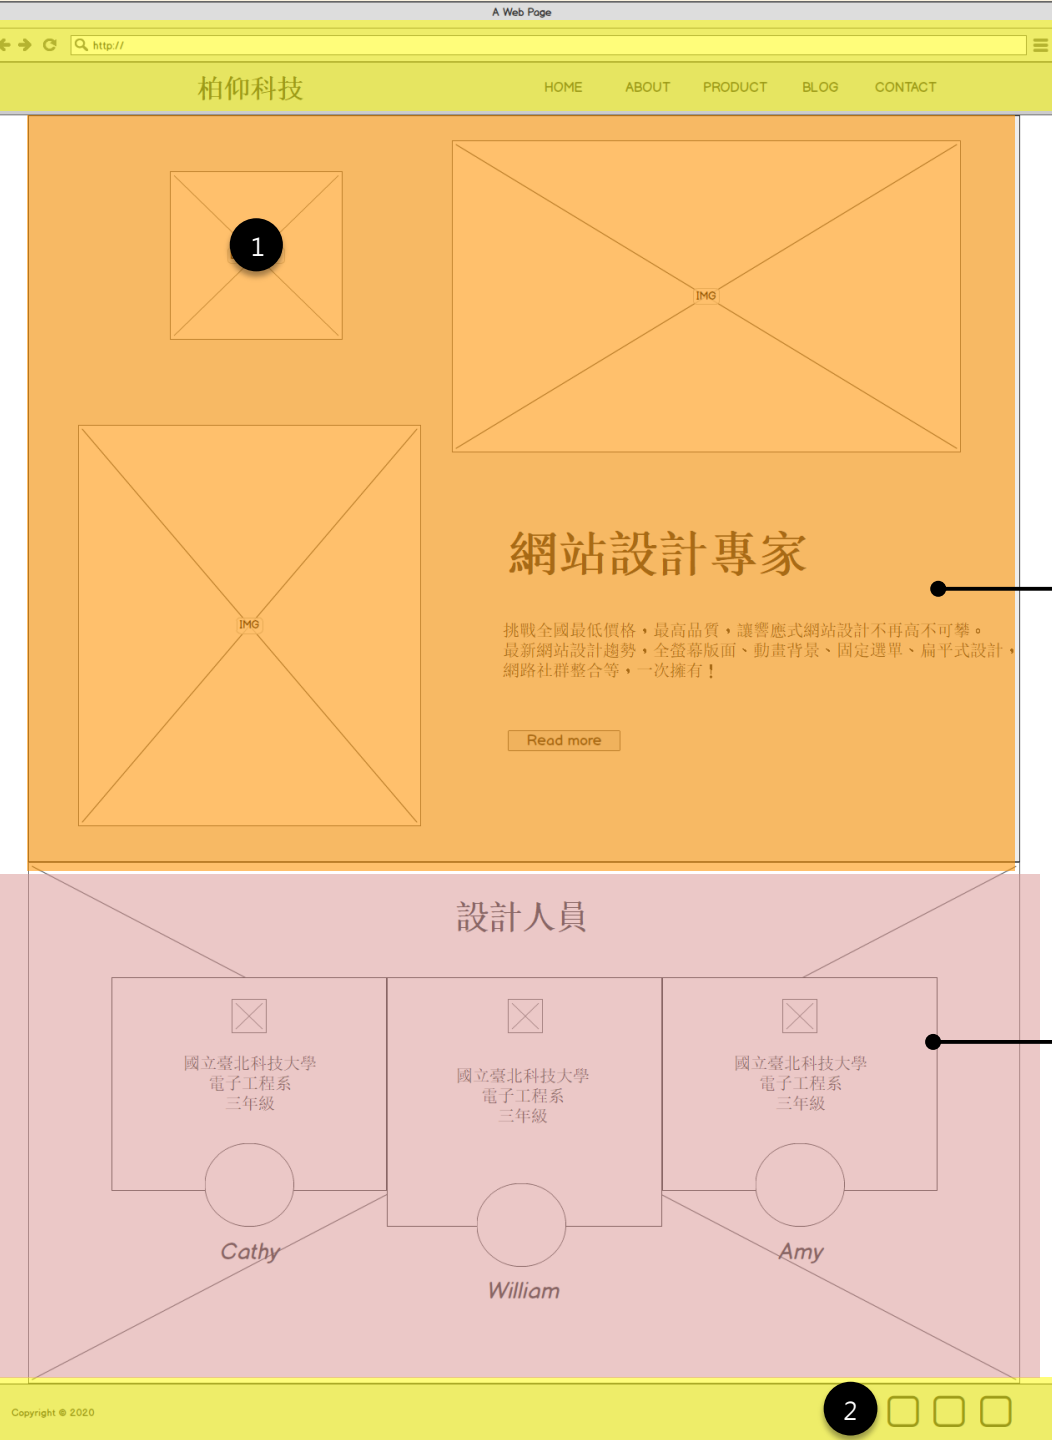 A Web Page
http://
柏仰科技
HOME ABOUT PRODUCT BLOG CONTACT
1
IMG
IMG
網站設計專家
挑戰全國最低價格，最高品質，讓響應式網站設計不再高不可攀。
最新網站設計趨勢，全螢幕版面、動畫背景、固定選單、扁平式設計，
網路社群整合等，一次擁有！
Read more
設計人員
國立臺北科技大學
電子工程系
三年級
Cathy
國立臺北科技大學
電子工程系
三年級
William
國立臺北科技大學
電子工程系
三年級
Amy
Copyright © 2020
2